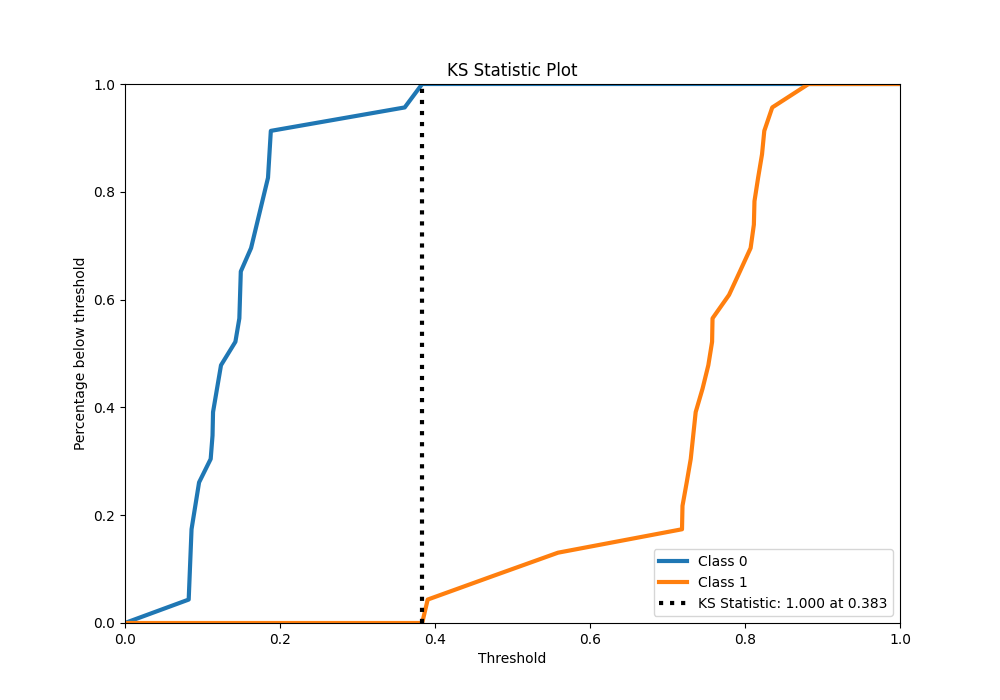 KS Statistic Plot
1.0
0.8
0.6
0.4
0.2
0.0
Percentage below threshold
0.0 0.2 0.4 0.6 0.8 1.0
Threshold
Class 0
Class 1
KS Statistic: 1.000 at 0.383